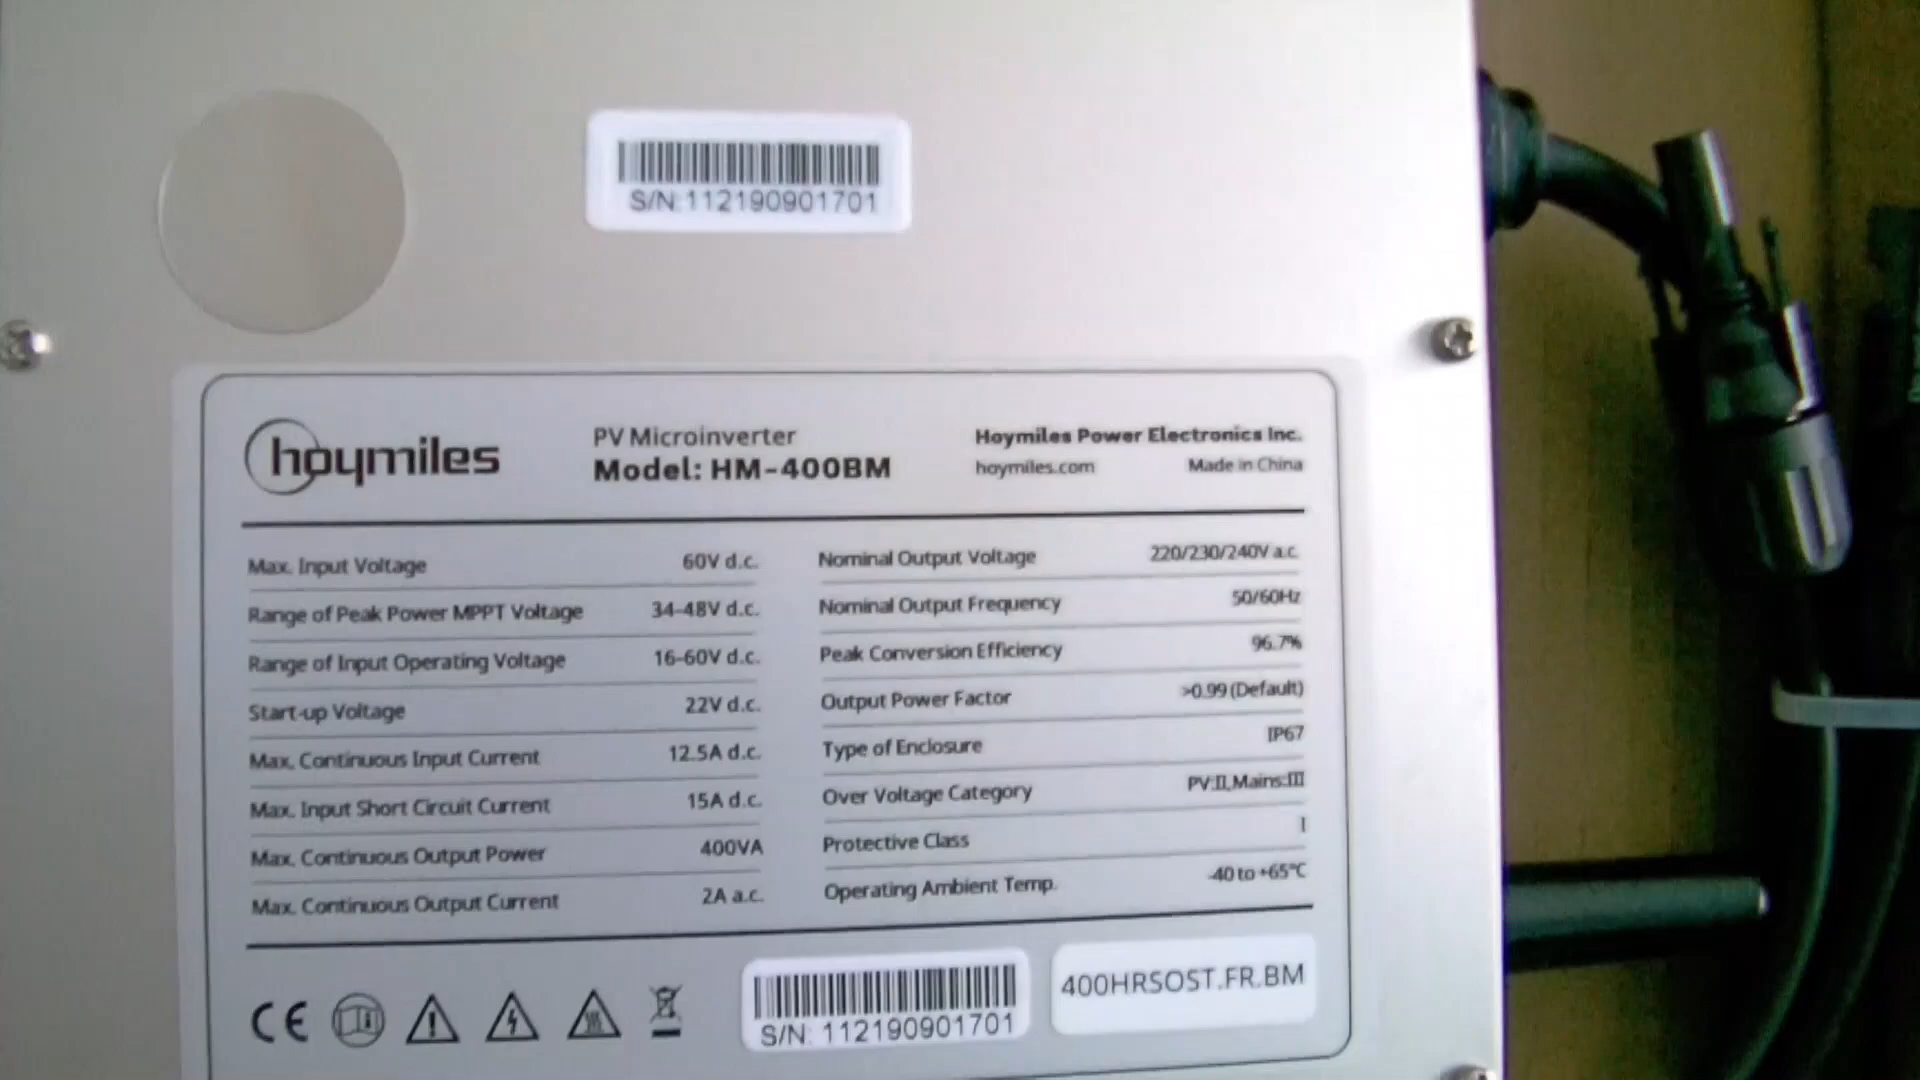 S/N:112190901701
hoymiles
PV Microinverter
Model: HM-400BM
Hoymiles Power Electronics Inc.
hoymiles.com Made in China
Max. Input Voltage 60V d.c.
Range of Peak Power MPPT Voltage 34-48V d.c.
Range of Input Operating Voltage 16-60V d.c.
Start-up Voltage 22V d.c.
Max. Continuous Input Current 12.5A d.c.
Max. Input Short Circuit Current 15A d.c.
Max. Continuous Output Power 400VA
Max. Continuous Output Current 2A a.c.
Nominal Output Voltage 220/230/240V a.c.
Nominal Output Frequency 50/60Hz
Peak Conversion Efficiency 96.7%
Output Power Factor >0.99 (Default)
Type of Enclosure IP67
Over Voltage Category PV:II,Mains:III
Protective Class I
Operating Ambient Temp. -40 to +65°C
CE
S/N: 112190901701
400HRSOST.FR.BM